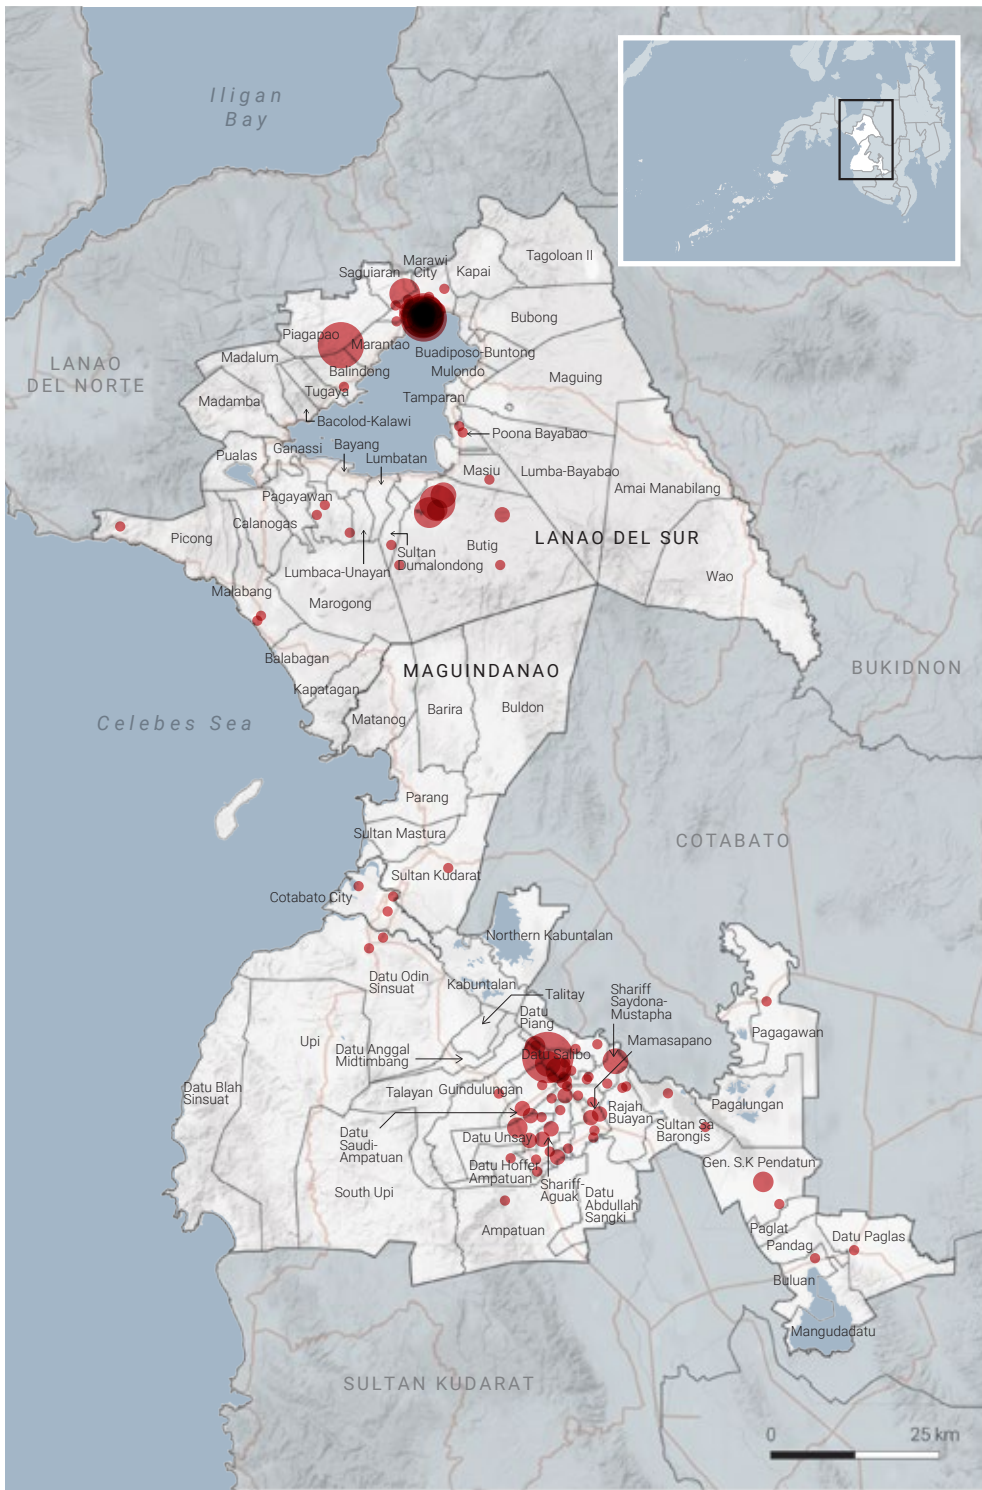 Iligan
Bay
Tagoloan II
Marawi
City
Saguiaran
Kapai
Bubong
Piagapao
Marantao
Buadiposo-Buntong
LANAO
DEL NORTE
Madalum
Balindong
Mulondo
Maguing
Tugaya
Madamba
Tamparan
Bacolod-Kalawi
Poona Bayabao
Bayang
Ganassi
Pualas
Lumbatan
Masiu
Lumba-Bayabao
Amai Manabilang
Pagayawan
Calanogas
Picong
LANAO DEL SUR
Butig
Sultan
Dumalondong
Lumbaca-Unayan
Wao
Malabang
Marogong
Balabagan
MAGUINDANAO
BUKIDNON
Kapatagan
Matanog
Barira
Buldon
Celebes Sea
Parang
Sultan Mastura
COTABATO
Sultan Kudarat
Cotabato City
Northern Kabuntalan
Datu Odin
Sinsuat
Kabuntalan
Talitay
Shariff
Saydona-
Mustapha
Datu
Piang
Pagagawan
Upi
Datu Anggal
Midtimbang
Datu Salibo
Mamasapano
Datu Blah
Sinsuat
Talayan
Guindulungan
Rajah
Buayan
Pagalungan
Sultan Sa
Barongis
Datu
Saudi-
Ampatuan
Datu Unsay
Gen. S.K Pendatun
Datu Hoffer
Ampatuan
Shariff-
Aguak
South Upi
Datu
Abdullah
Sangki
Ampatuan
Paglat
Pandag
Datu Paglas
Buluan
Mangudadatu
SULTAN KUDARAT
0
25 km